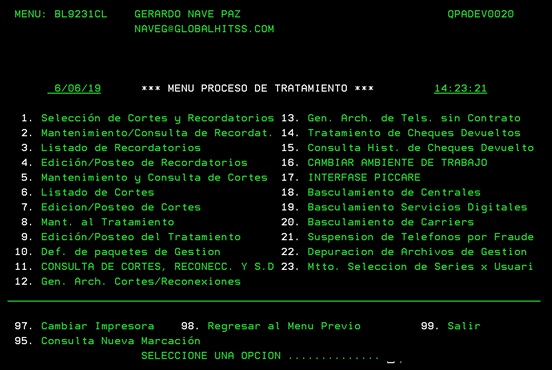 MENU: BL9231CL GERARDO NAVE PAZ QPADEV0020
NAVEG@GLOBALHITSS.COM
6/06/19 *** MENU PROCESO DE TRATAMIENTO *** 14:23:21
1. Selección de Cortes y Recordatorios 13. Gen. Arch. de Tels. sin Contrato
2. Mantenimiento/Consulta de Recordat. 14. Tratamiento de Cheques Devueltos
3. Listado de Recordatorios 15. Consulta Hist. de Cheques Devuelto
4. Edición/Posteo de Recordatorios 16. CAMBIAR AMBIENTE DE TRABAJO
5. Mantenimiento y Consulta de Cortes 17. INTERFASE PICCARE
6. Listado de Cortes 18. Basculamiento de Centrales
7. Edicion/Posteo de Cortes 19. Basculamiento Servicios Digitales
8. Mant. al Tratamiento 20. Basculamiento de Carriers
9. Edición/Posteo del Tratamiento 21. Suspension de Telefonos por Fraude
10. Def. de paquetes de Gestion 22. Depuracion de Archivos de Gestion
11. CONSULTA DE CORTES, RECONECC. Y S.D 23. Mtto. Seleccion de Series x Usuari
12. Gen. Arch. Cortes/Reconexiones
97. Cambiar Impresora 98. Regresar al Menu Previo 99. Salir
95. Consulta Nueva Marcación
SELECCIONE UNA OPCION .............. _ .